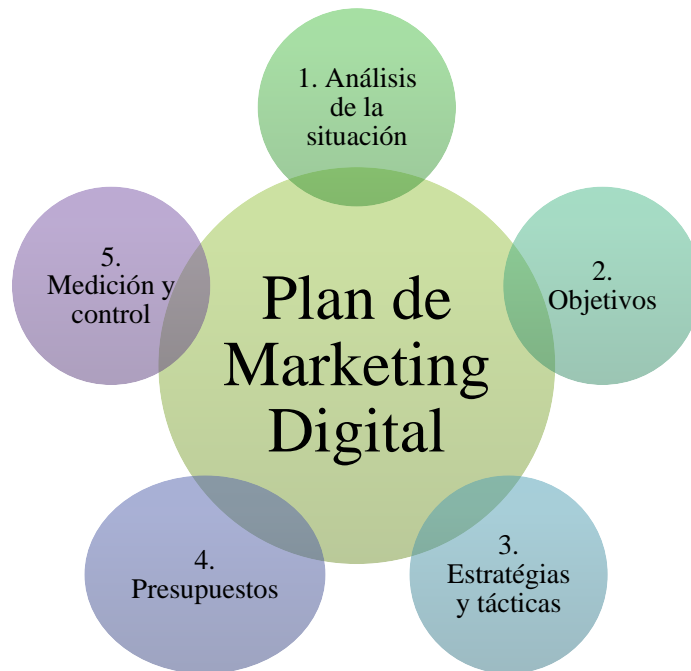 1. Análisis
de la
situación
2.
Objetivos
3.
Estratégias
y tácticas
4.
Presupuestos
5.
Medición y
control
Plan de
Marketing
Digital